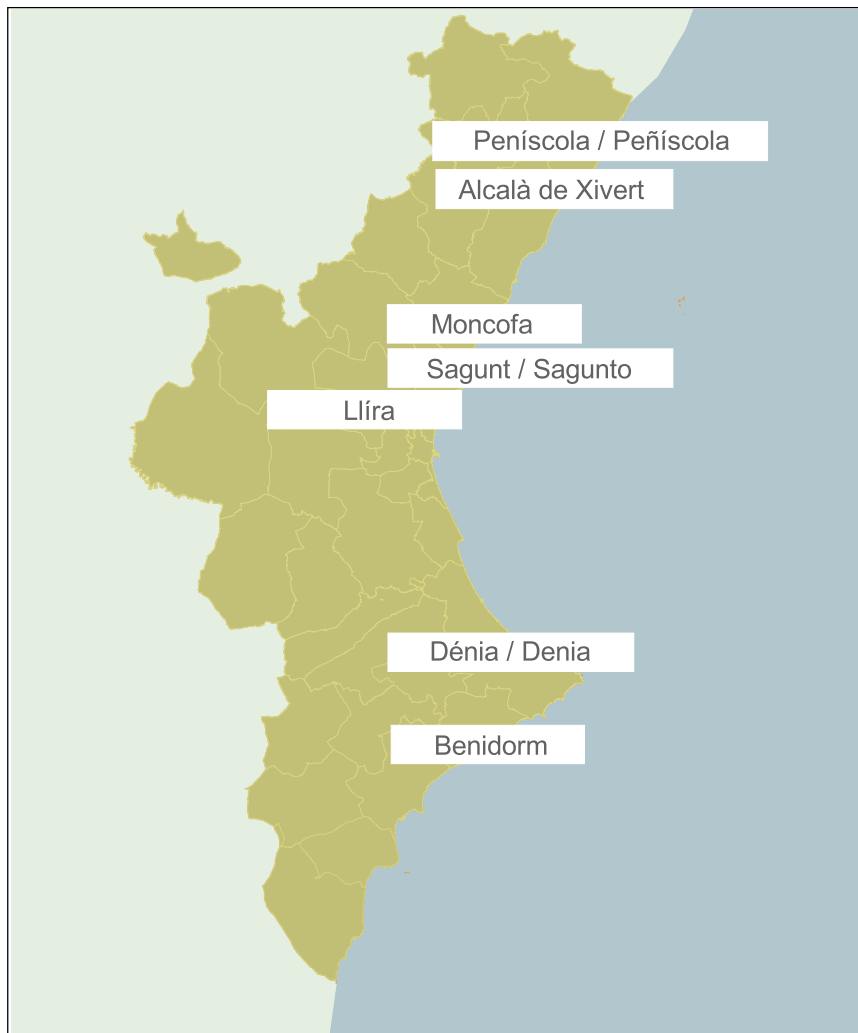 Peníscola / Peñíscola
Alcalà de Xivert
Moncofa
Sagunt / Sagunto
Llíra
Dénia / Denia
Benidorm